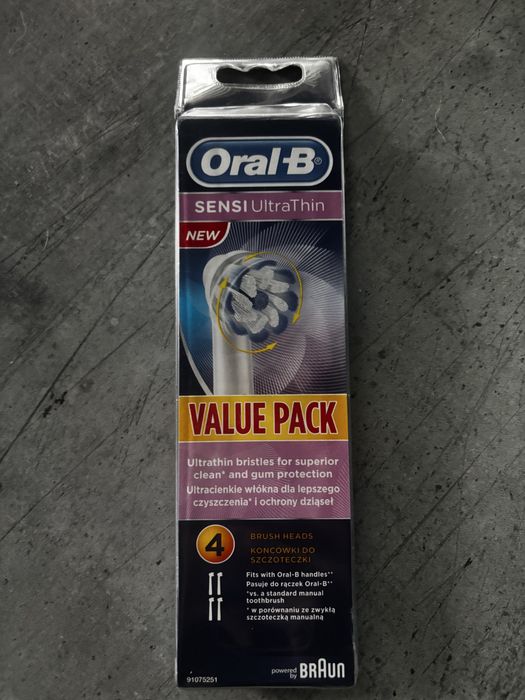 Oral-B®
SENSI UltraThin
NEW
VALUE PACK
Ultrathin bristles for superior
clean* and gum protection
Ultracienkie włókna dla lepszego
czyszczenia* i ochrony dziąseł
4
BRUSH HEADS
KOŃCÓWKI DO
SZCZOTECZKI
Fits with Oral-B handles**
Pasuje do rączek Oral-B**
*vs. a standard manual
toothbrush
* w porównaniu ze zwykłą
szczoteczką manualną
91075251
powered by BRAUN